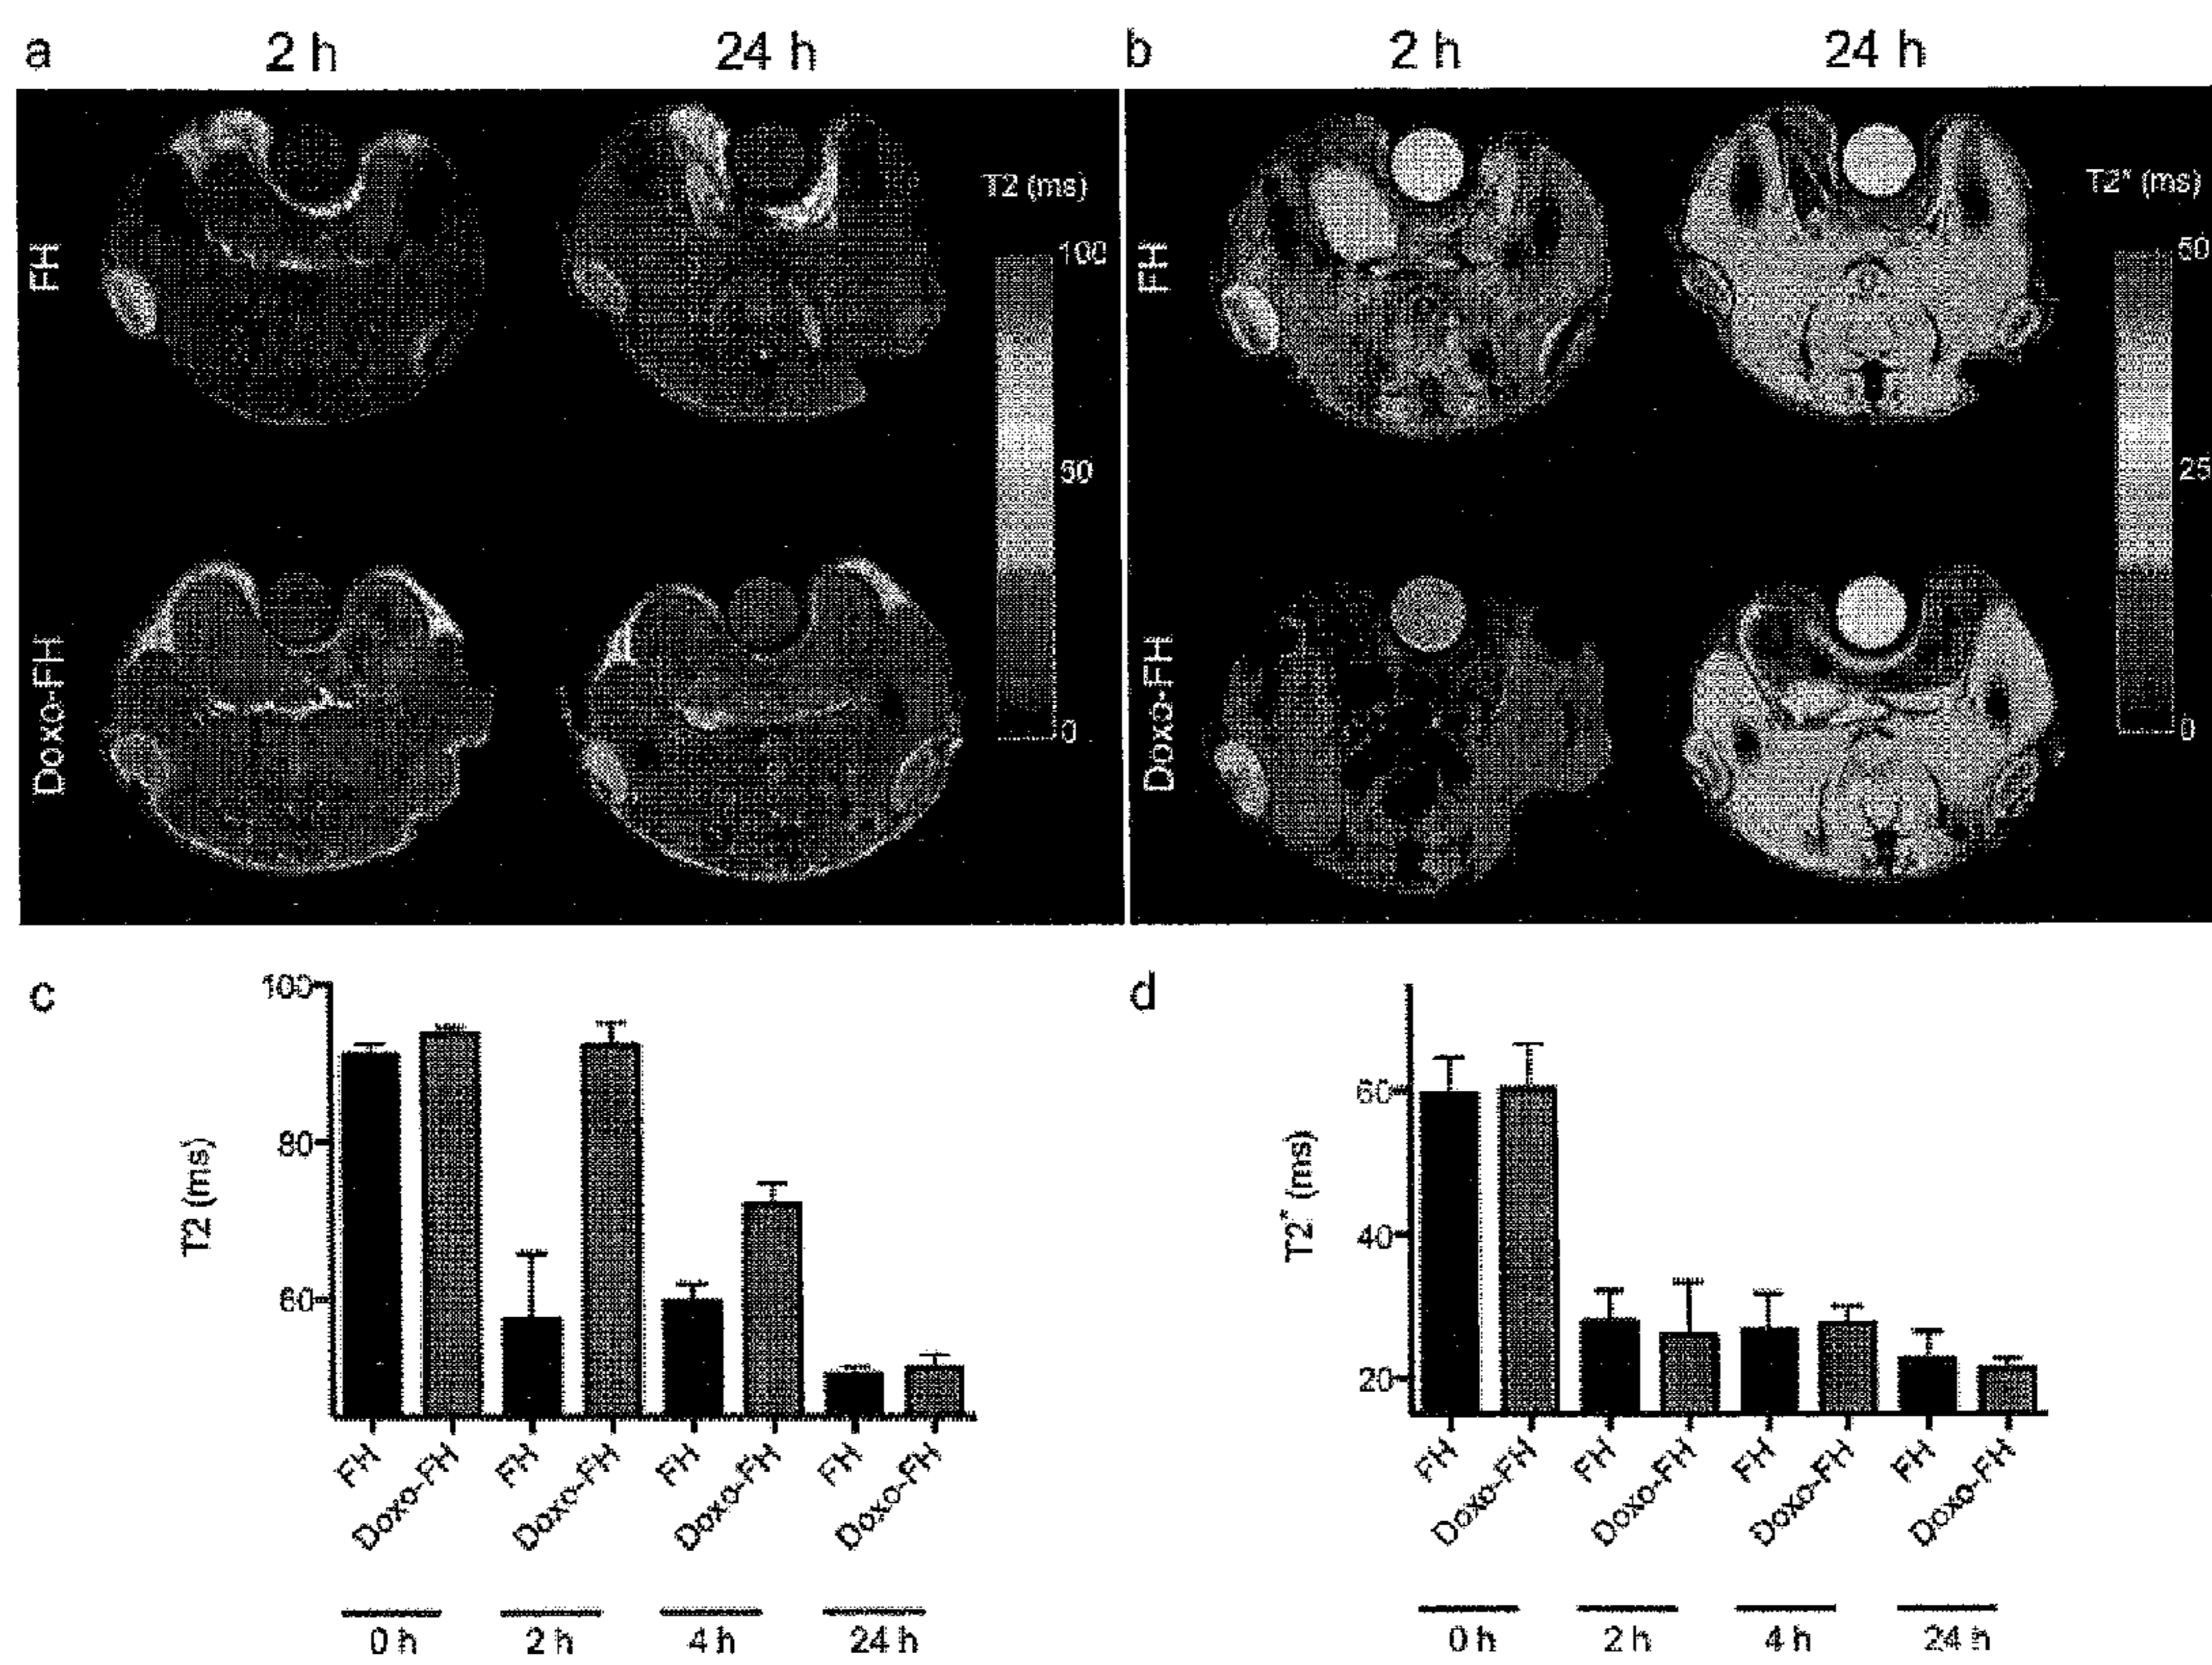 a 2 h 24 h
b 2 h 24 h
FH
Doxo-FH
T2 (ms)
100
50
0
FH
Doxo-FH
T2* (ms)
50
25
0
c
T2 (ms)
100
80
60
FH Doxo-FH FH Doxo-FH FH Doxo-FH FH Doxo-FH
0 h 2 h 4 h 24 h
d
T2* (ms)
60
40
20
FH Doxo-FH FH Doxo-FH FH Doxo-FH FH Doxo-FH
0 h 2 h 4 h 24 h